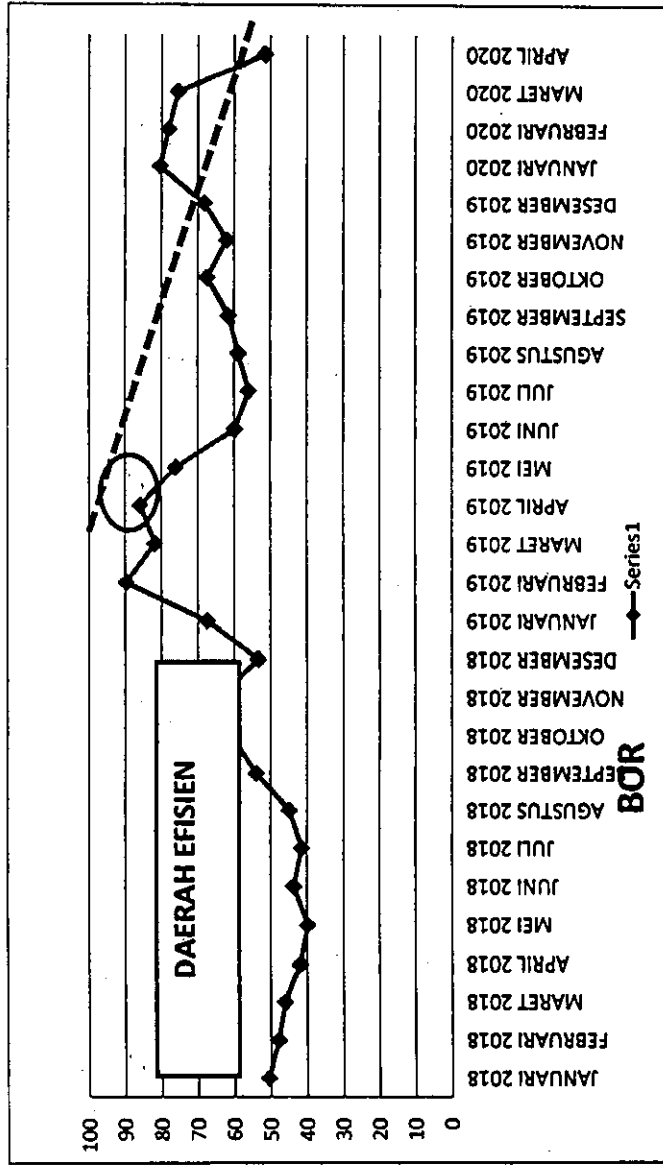 100
90
80
70
60
50
40
30
20
10
0
DAERAH EFISIEN
JANUARI 2018
FEBRUARI 2018
MARET 2018
APRIL 2018
MEI 2018
JUNI 2018
JULI 2018
AGUSTUS 2018
SEPTEMBER 2018
OKTOBER 2018
NOVEMBER 2018
DESEMBER 2018
JANUARI 2019
FEBRUARI 2019
MARET 2019
APRIL 2019
MEI 2019
JUNI 2019
JULI 2019
AGUSTUS 2019
SEPTEMBER 2019
OKTOBER 2019
NOVEMBER 2019
DESEMBER 2019
JANUARI 2020
FEBRUARI 2020
MARET 2020
APRIL 2020
BOR
Series1